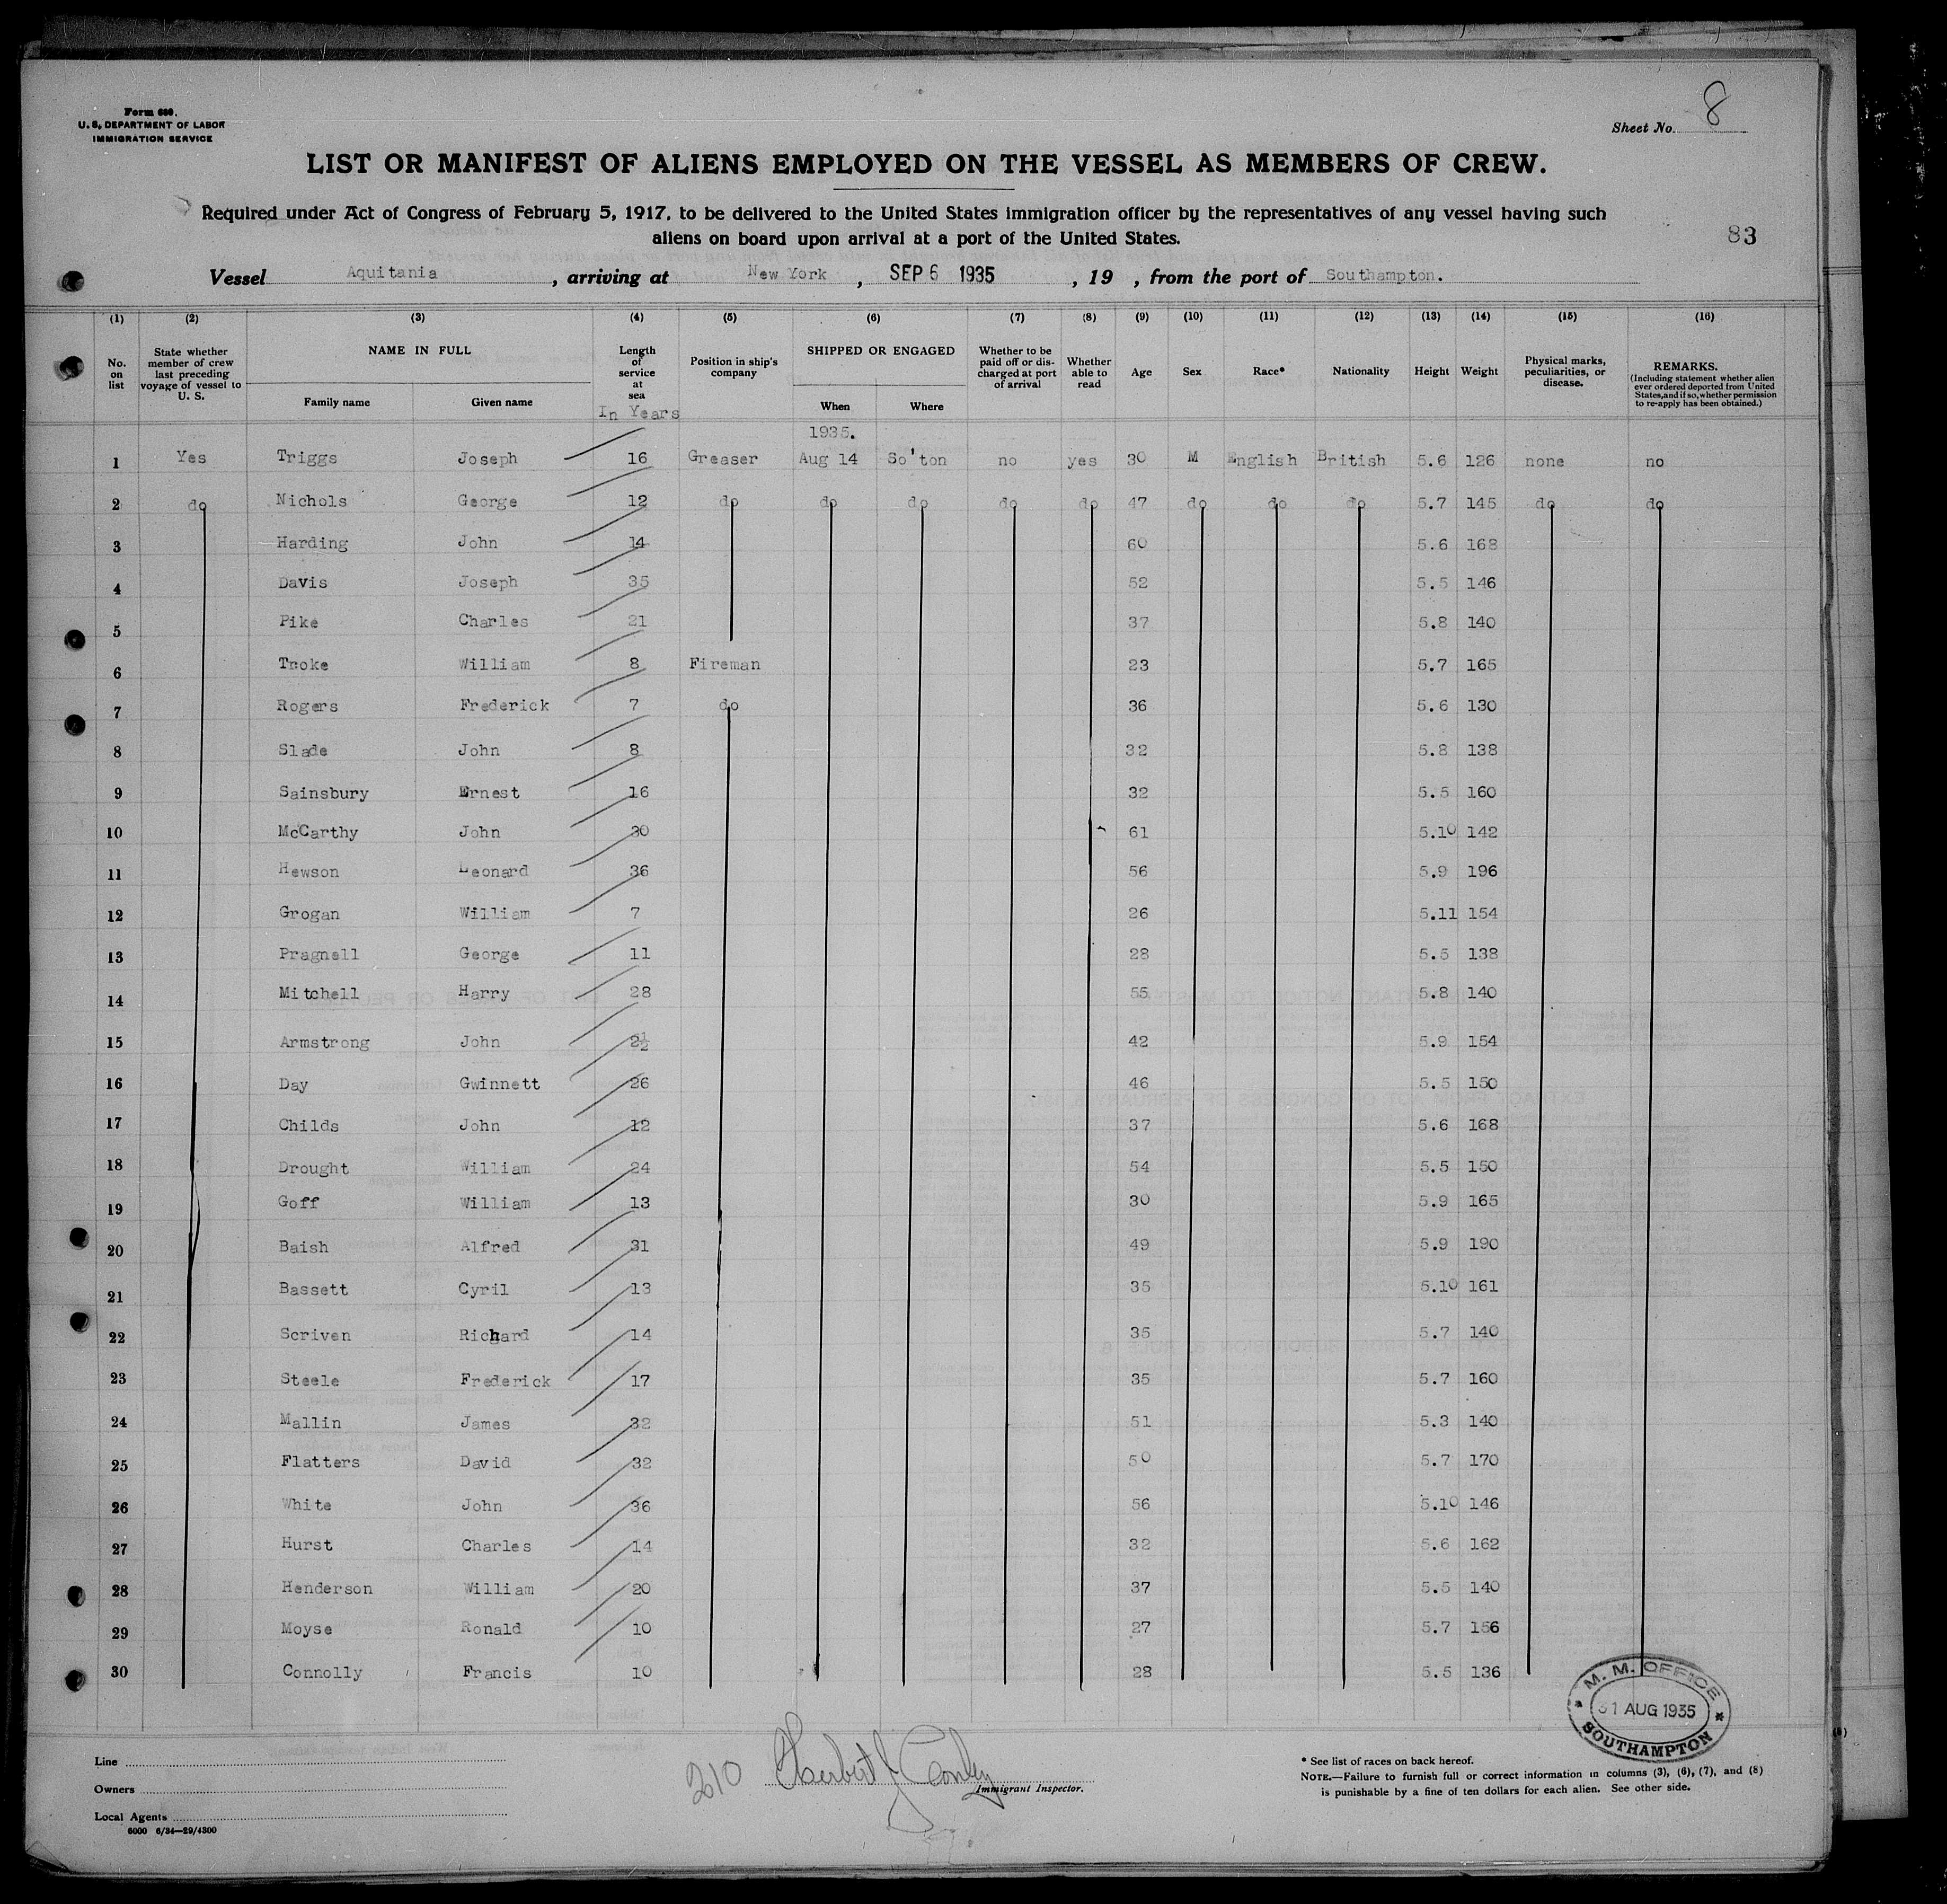 Form 680.
U. S. DEPARTMENT OF LABOR
IMMIGRATION SERVICE
Sheet No. 8
LIST OR MANIFEST OF ALIENS EMPLOYED ON THE VESSEL AS MEMBERS OF CREW.
Required under Act of Congress of February 5, 1917, to be delivered to the United States immigration officer by the representatives of any vessel having such
aliens on board upon arrival at a port of the United States.
83
Vessel Aquitania, arriving at New York, SEP 6 1935, 19 , from the port of Southampton.
(1) (2) (3) (4) (5) (6) (7) (8) (9) (10) (11) (12) (13) (14) (15) (16)
No. on list
State whether member of crew last preceding voyage of vessel to U. S.
NAME IN FULL
Family name
Given name
Length of service at sea
In Years
Position in ship's company
SHIPPED OR ENGAGED
When
Where
Whether to be paid off or discharged at port of arrival
Whether able to read
Age
Sex
Race*
Nationality
Height
Weight
Physical marks, peculiarities, or disease.
REMARKS.
(Including statement whether alien ever ordered deported from United States, and if so, whether permission to re-apply has been obtained.)
1935.
1 Yes Triggs Joseph 16 Greaser Aug 14 So'ton no yes 30 M English British 5.6 126 none no
2 do Nichols George 12 do do do do do 47 do do do 5.7 145 do do
3 Harding John 14 60 5.6 168
4 Davis Joseph 35 52 5.5 146
5 Pike Charles 21 37 5.8 140
6 Troke William 8 Fireman 23 5.7 165
7 Rogers Frederick 7 do 36 5.6 130
8 Slade John 8 32 5.8 138
9 Sainsbury Ernest 16 32 5.5 160
10 McCarthy John 30 61 5.10 142
11 Hewson Leonard 36 56 5.9 196
12 Grogan William 7 26 5.11 154
13 Pragnell George 11 28 5.5 138
14 Mitchell Harry 28 55 5.8 140
15 Armstrong John 2½ 42 5.9 154
16 Day Gwinnett 26 46 5.5 150
17 Childs John 12 37 5.6 168
18 Drought William 24 54 5.5 150
19 Goff William 13 30 5.9 165
20 Baish Alfred 31 49 5.9 190
21 Bassett Cyril 13 35 5.10 161
22 Scriven Richard 14 35 5.7 140
23 Steele Frederick 17 35 5.7 160
24 Mallin James 32 51 5.3 140
25 Flatters David 32 50 5.7 170
26 White John 36 56 5.10 146
27 Hurst Charles 14 32 5.6 162
28 Henderson William 20 37 5.5 140
29 Moyse Ronald 10 27 5.7 156
30 Connolly Francis 10 28 5.5 136
M. M. OFFICE
31 AUG 1935
SOUTHAMPTON
Line
Owners
Local Agents
6000 6/34—29/4300
210
Immigrant Inspector.
* See list of races on back hereof.
NOTE.—Failure to furnish full or correct information in columns (3), (6), (7), and (8)
is punishable by a fine of ten dollars for each alien. See other side.